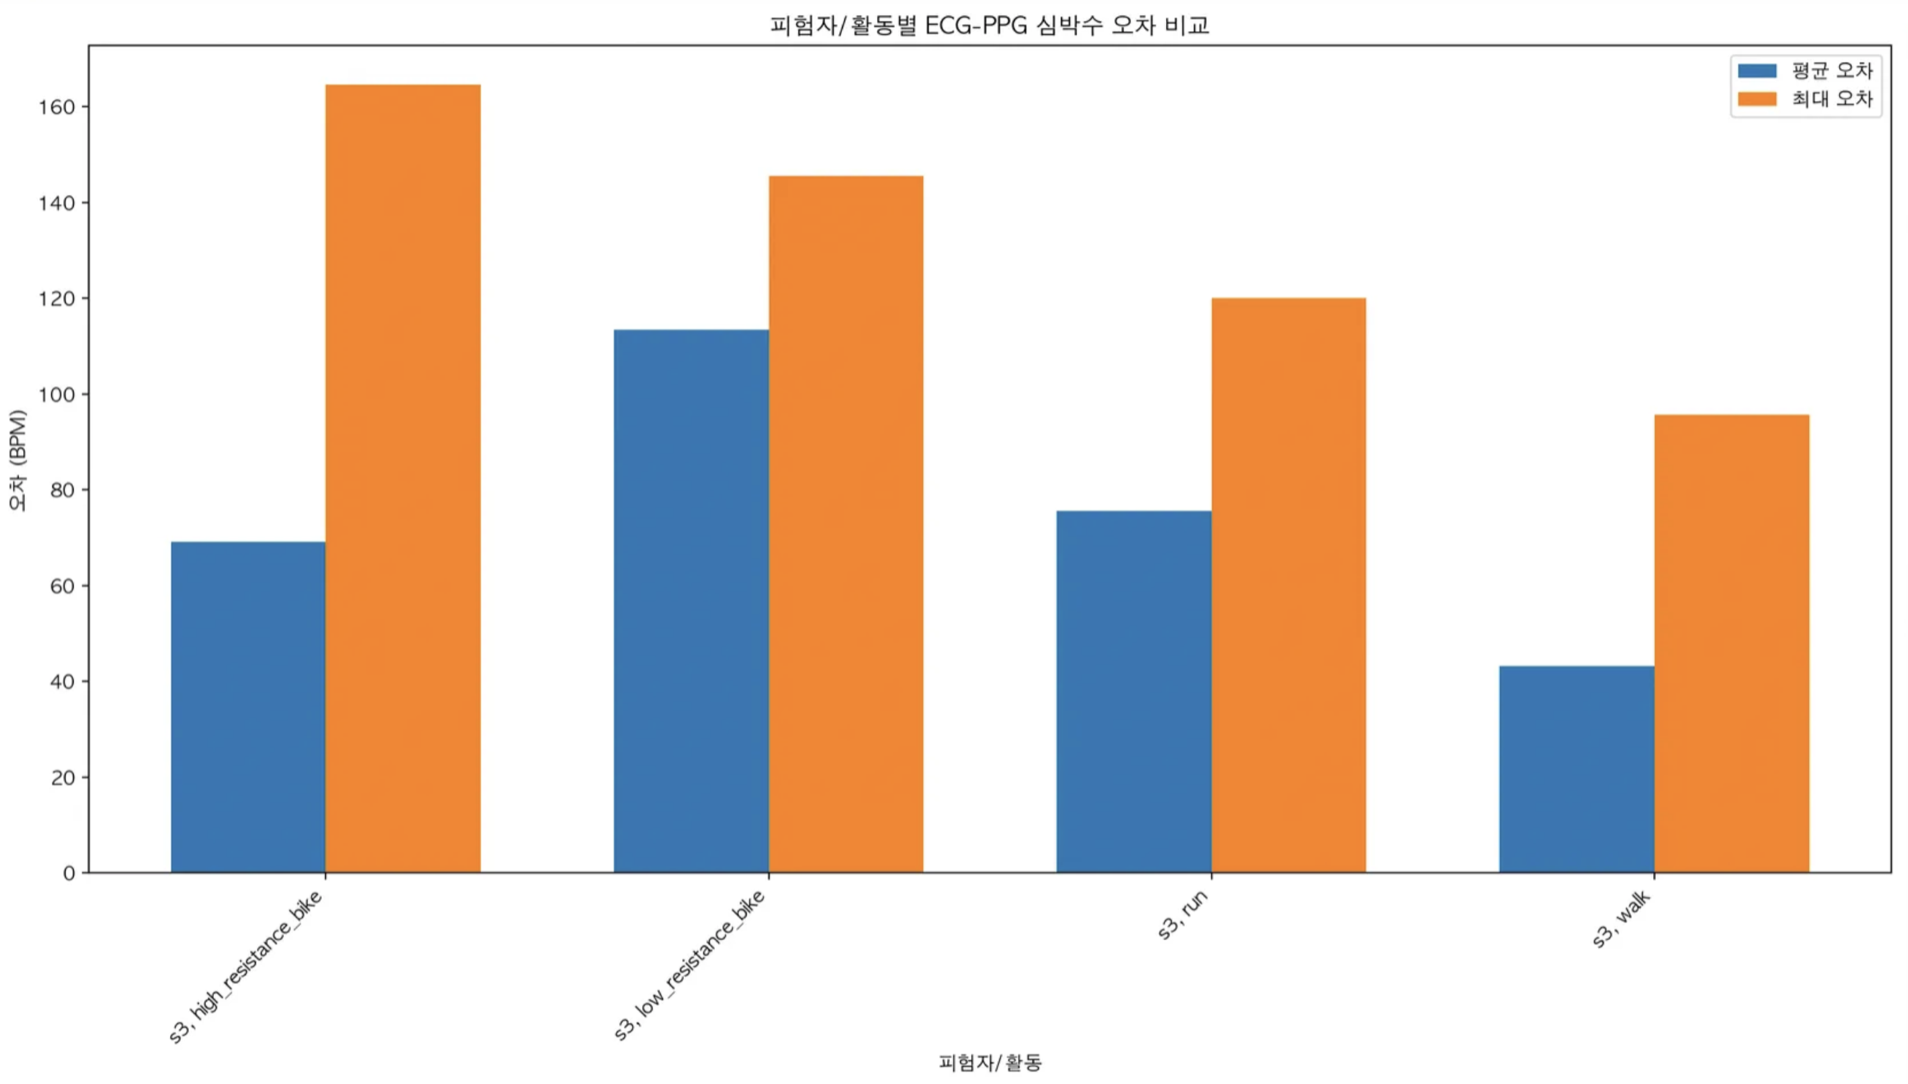 피험자/활동별 ECG-PPG 심박수 오차 비교
평균 오차
최대 오차
오차 (BPM)
160
140
120
100
80
60
40
20
0
s3, high_resistance_bike
s3, low_resistance_bike
s3, run
s3, walk
피험자/활동